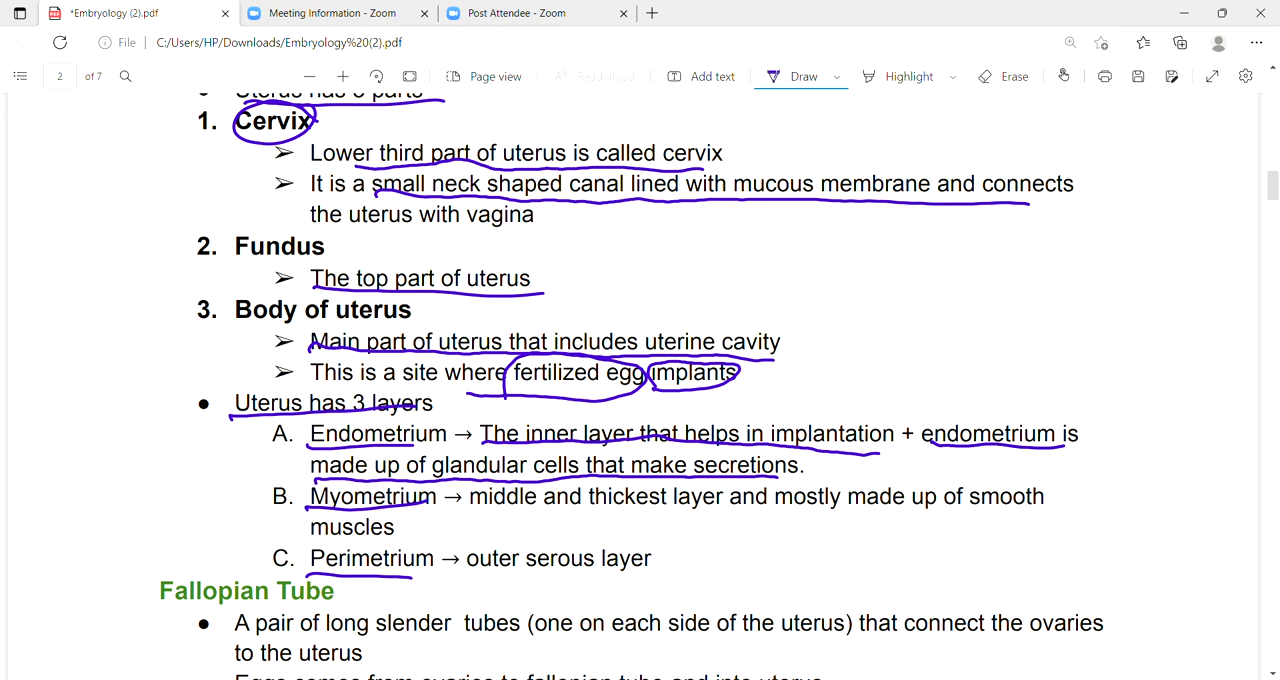 *Embryology (2).pdf
Meeting Information - Zoom
Post Attendee - Zoom
File
C:/Users/HP/Downloads/Embryology%20(2).pdf
2 of 7
Page view
Read aloud
Add text
Draw
Highlight
Erase
1. Cervix
➢ Lower third part of uterus is called cervix
➢ It is a small neck shaped canal lined with mucous membrane and connects
the uterus with vagina
2. Fundus
➢ The top part of uterus
3. Body of uterus
➢ Main part of uterus that includes uterine cavity
➢ This is a site where fertilized egg implants
● Uterus has 3 layers
A. Endometrium → The inner layer that helps in implantation + endometrium is
made up of glandular cells that make secretions.
B. Myometrium → middle and thickest layer and mostly made up of smooth
muscles
C. Perimetrium → outer serous layer
Fallopian Tube
● A pair of long slender tubes (one on each side of the uterus) that connect the ovaries
to the uterus